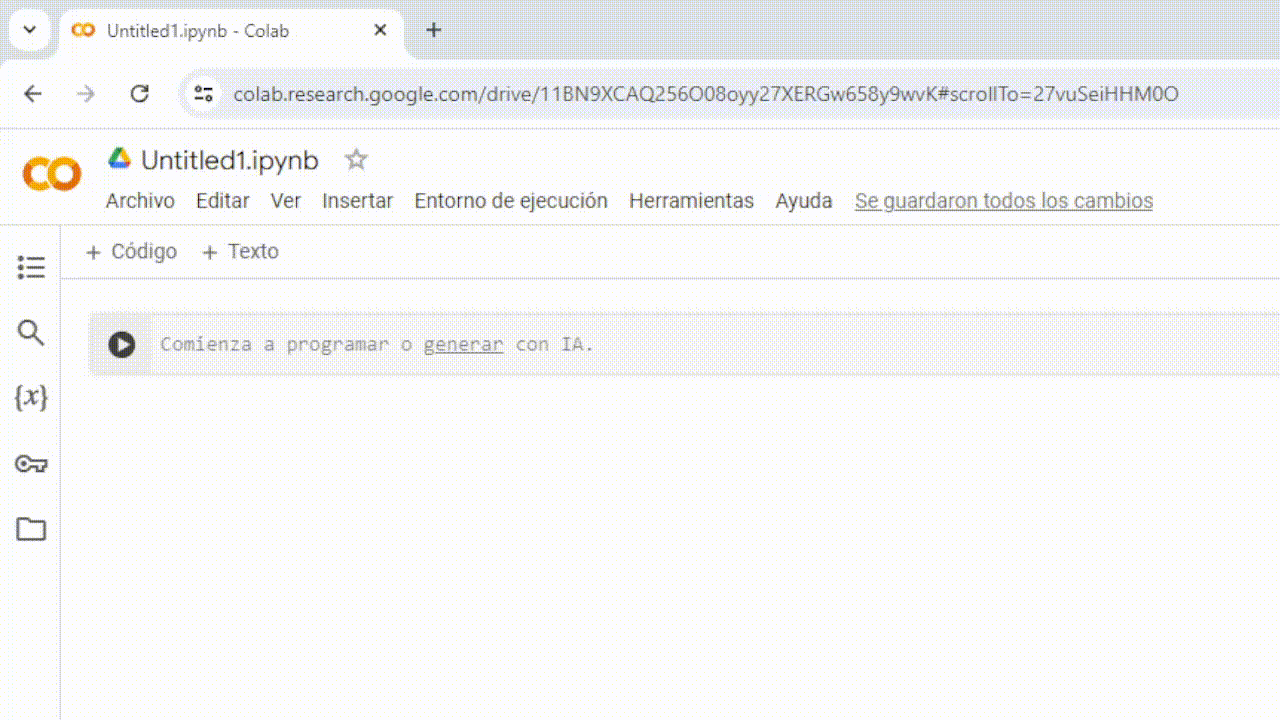 Untitled1.ipynb - Colab
colab.research.google.com/drive/11BN9XCAQ256O08oyy27XERGw658y9wvK#scrollTo=27vuSeiHHM0O
Untitled1.ipynb
Archivo Editar Ver Insertar Entorno de ejecución Herramientas Ayuda Se guardaron todos los cambios
+ Código + Texto
{x}
Comienza a programar o generar con IA.